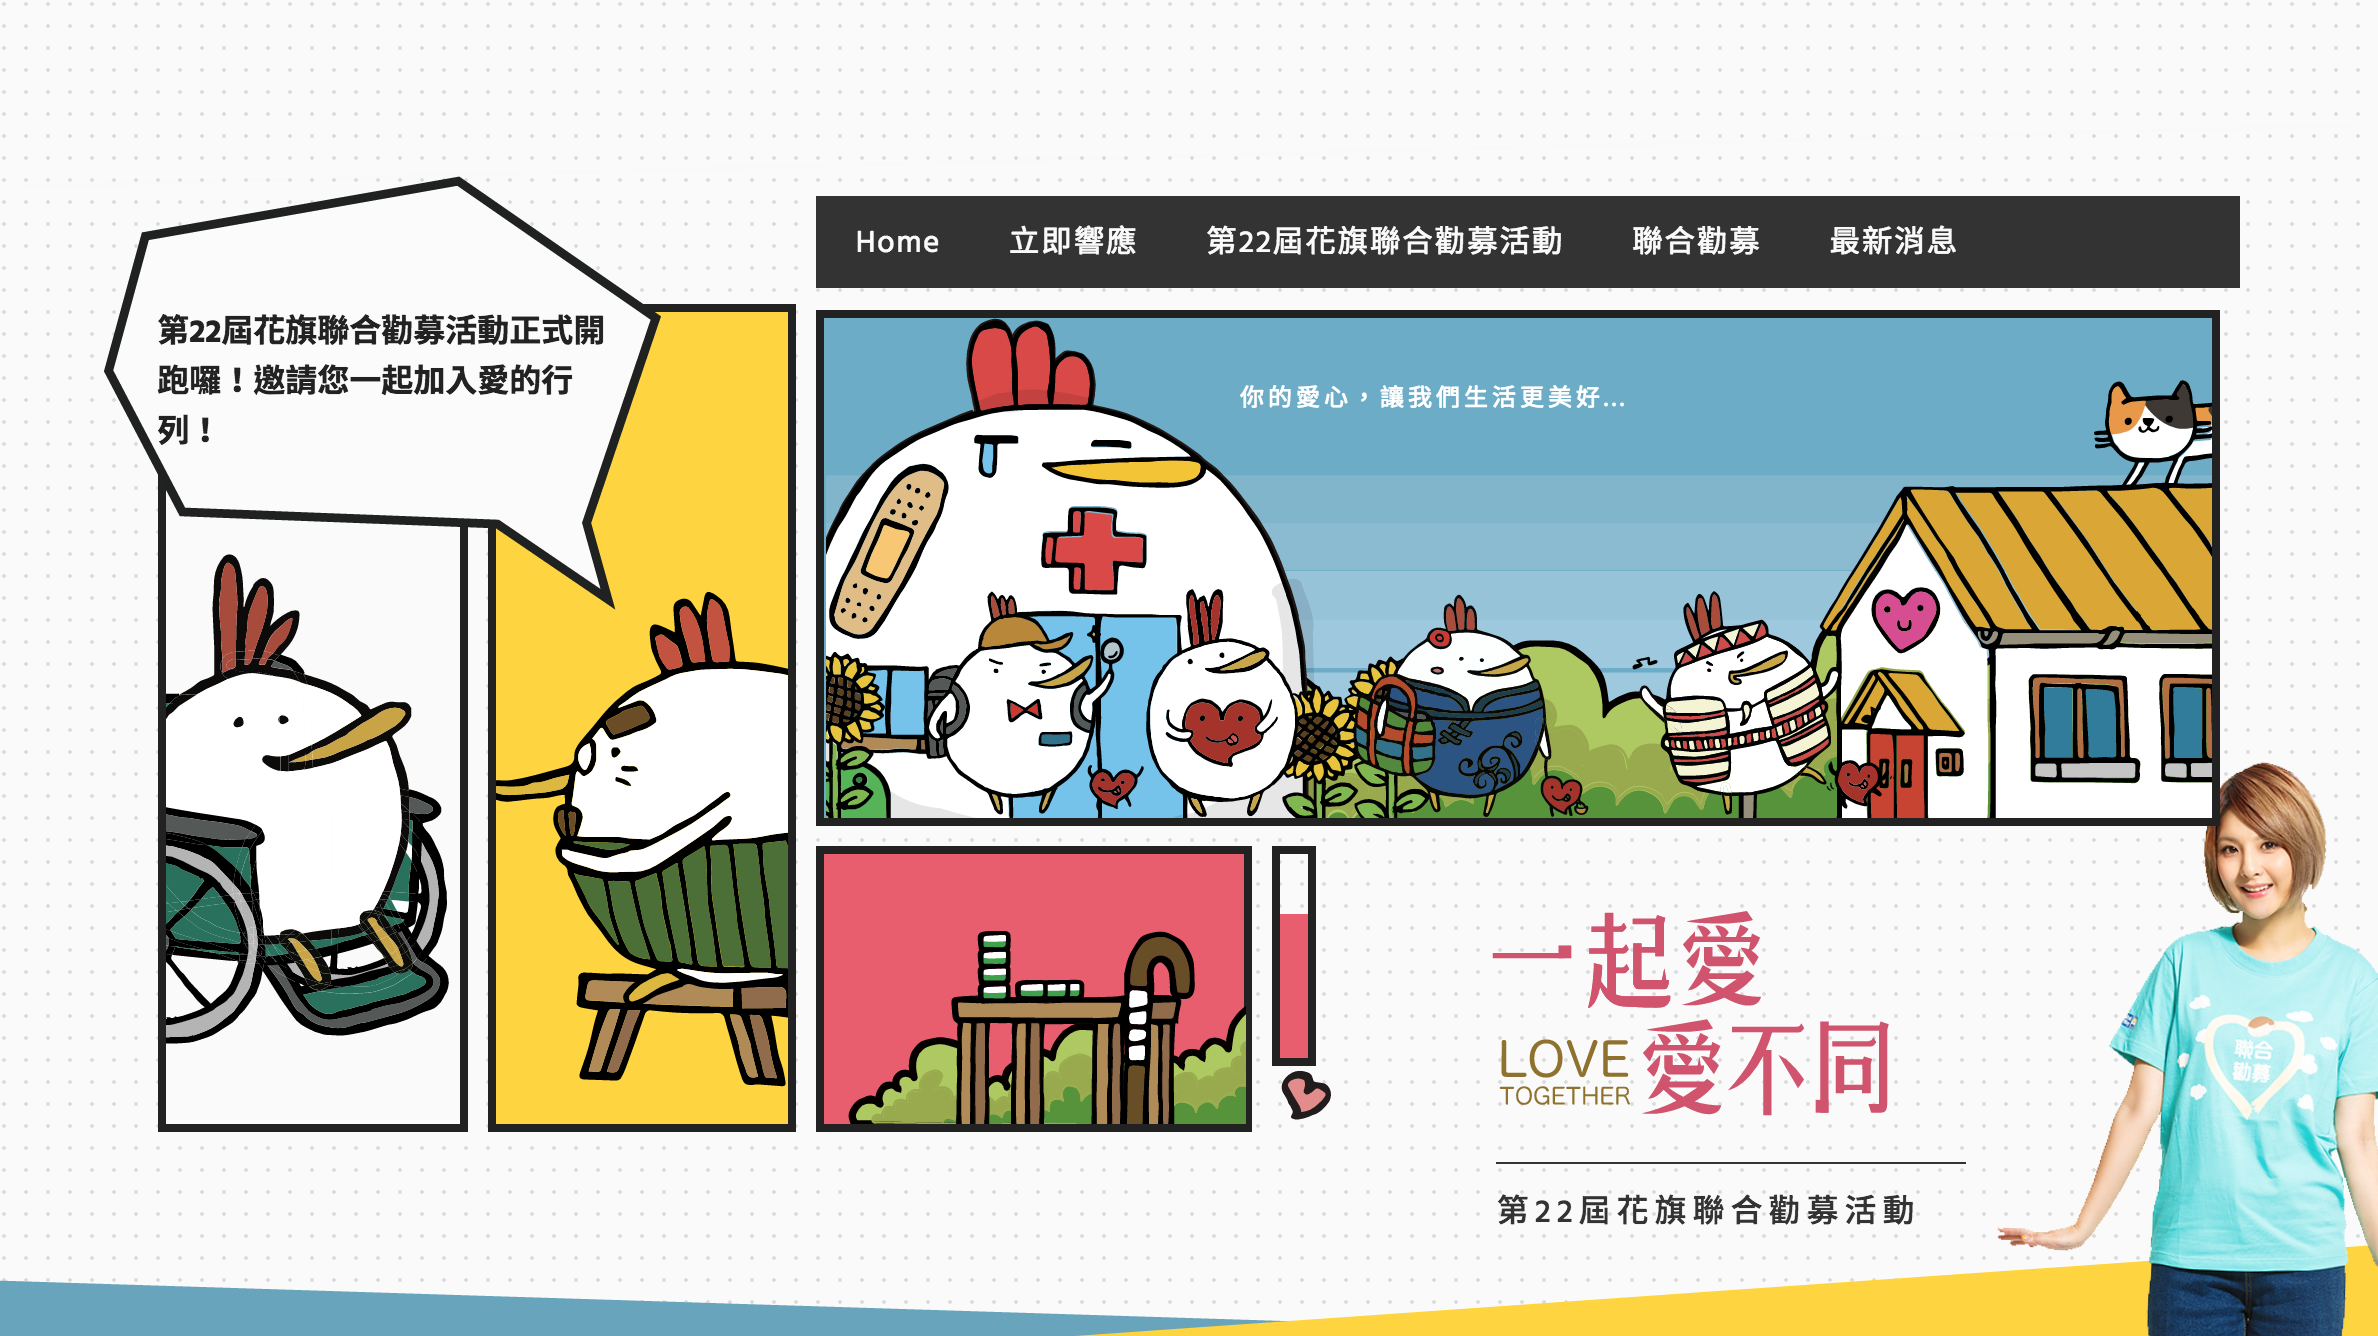 Home
立即響應
第22屆花旗聯合勸募活動
聯合勸募
最新消息
第22屆花旗聯合勸募活動正式開
跑囉！邀請您一起加入愛的行
列！
你的愛心，讓我們生活更美好...
一起愛
LOVE
TOGETHER
愛不同
第22屆花旗聯合勸募活動
聯合
勸募